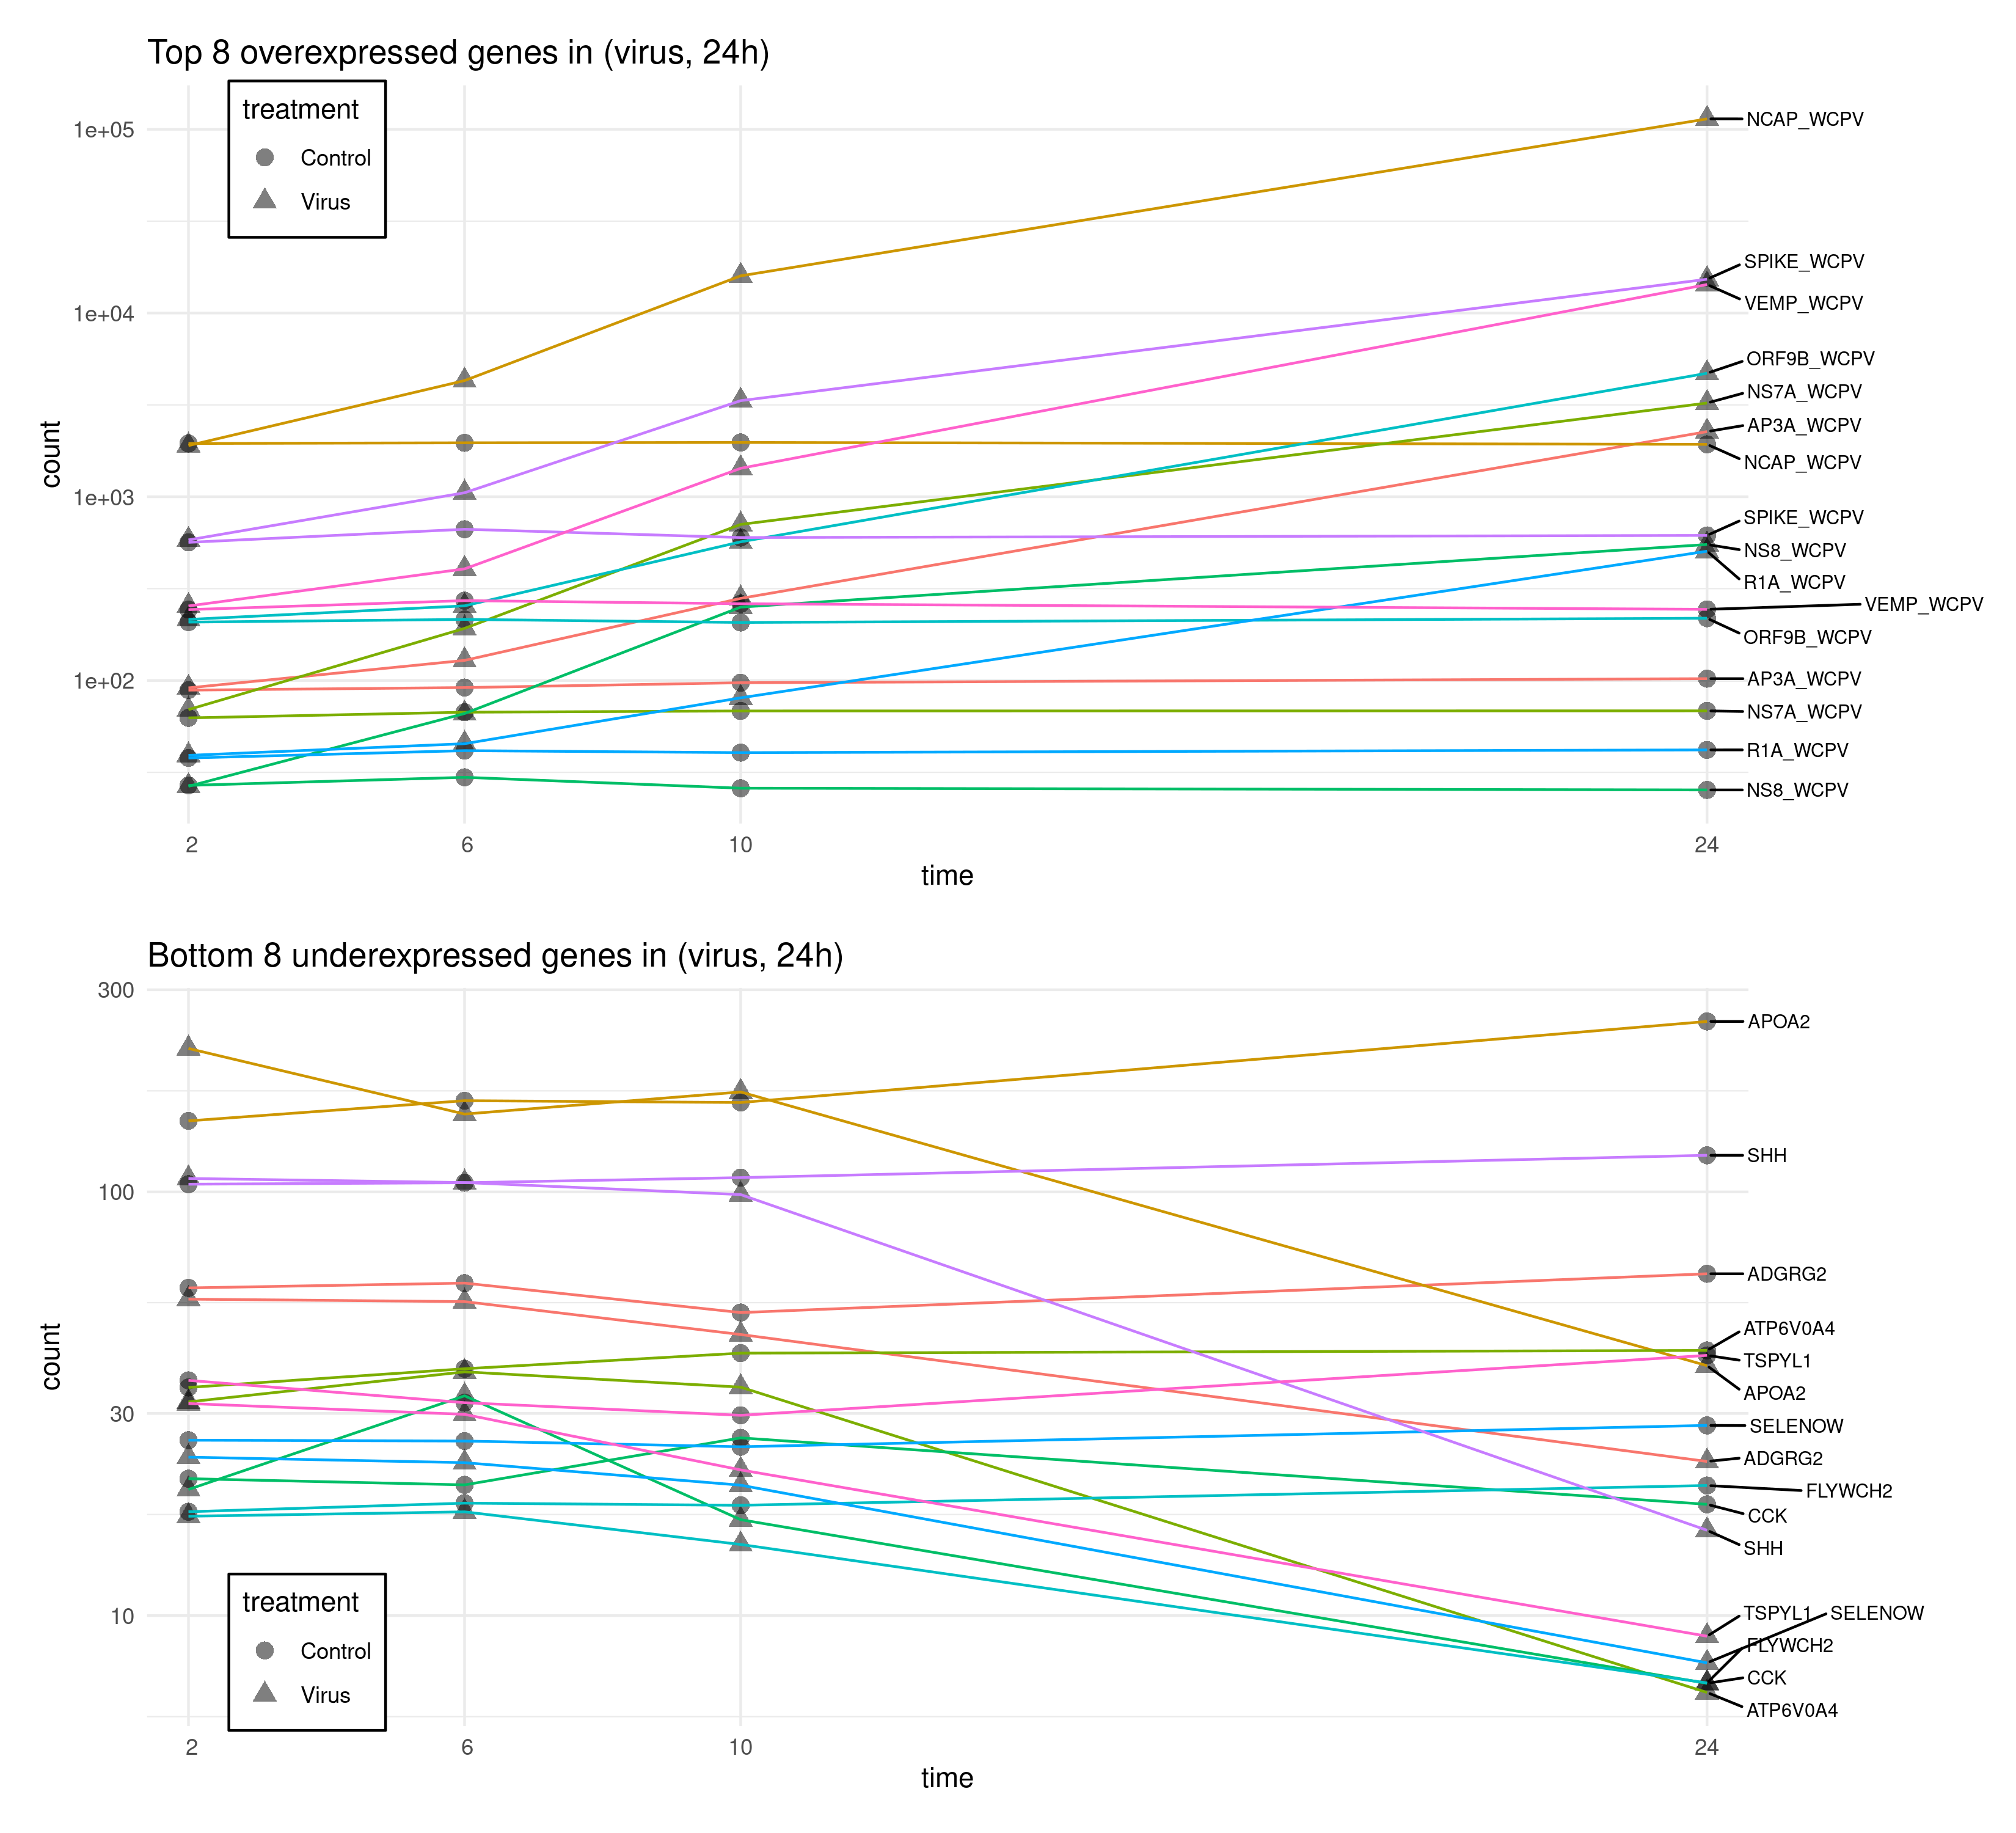 Top 8 overexpressed genes in (virus, 24h)
treatment
Control
Virus
1e+05
1e+04
1e+03
1e+02
count
NCAP_WCPV
SPIKE_WCPV
VEMP_WCPV
ORF9B_WCPV
NS7A_WCPV
AP3A_WCPV
NCAP_WCPV
SPIKE_WCPV
NS8_WCPV
R1A_WCPV
VEMP_WCPV
ORF9B_WCPV
AP3A_WCPV
NS7A_WCPV
R1A_WCPV
NS8_WCPV
2 6 10 24
time
Bottom 8 underexpressed genes in (virus, 24h)
300
100
30
10
count
APOA2
SHH
ADGRG2
ATP6V0A4
TSPYL1
APOA2
SELENOW
ADGRG2
FLYWCH2
CCK
SHH
TSPYL1 SELENOW
FLYWCH2
CCK
ATP6V0A4
treatment
Control
Virus
2 6 10 24
time